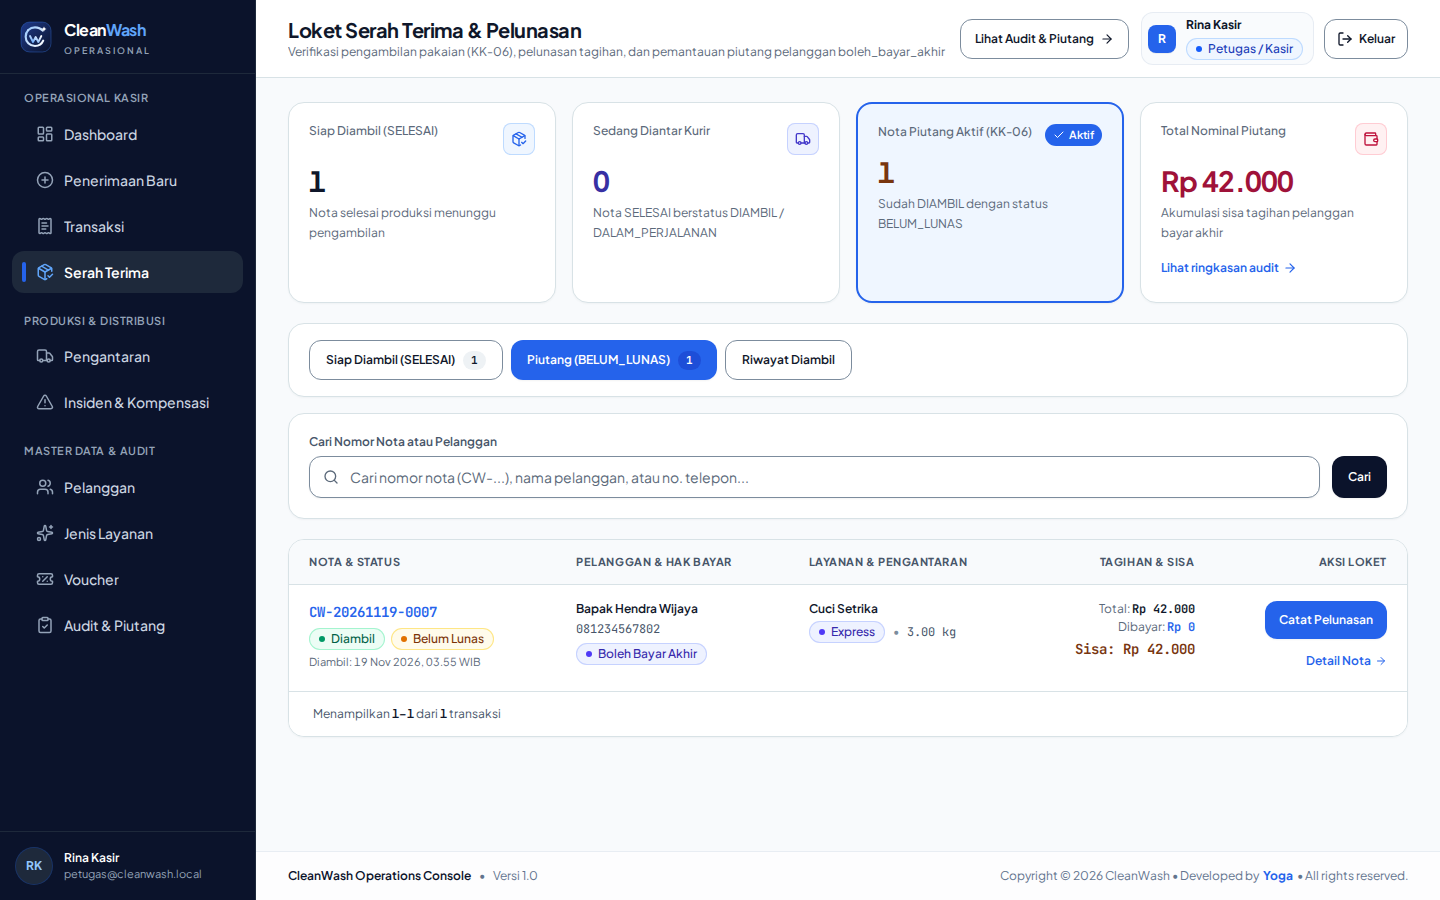 CleanWash
OPERASIONAL
OPERASIONAL KASIR
Dashboard
Penerimaan Baru
Transaksi
Serah Terima
PRODUKSI & DISTRIBUSI
Pengantaran
Insiden & Kompensasi
MASTER DATA & AUDIT
Pelanggan
Jenis Layanan
Voucher
Audit & Piutang
RK
Rina Kasir
petugas@cleanwash.local
Loket Serah Terima & Pelunasan
Verifikasi pengambilan pakaian (KK-06), pelunasan tagihan, dan pemantauan piutang pelanggan boleh_bayar_akhir
Lihat Audit & Piutang →
R
Rina Kasir
Petugas / Kasir
Keluar
Siap Diambil (SELESAI)
1
Nota selesai produksi menunggu
pengambilan
Sedang Diantar Kurir
0
Nota SELESAI berstatus DIAMBIL /
DALAM_PERJALANAN
Nota Piutang Aktif (KK-06)
Aktif
1
Sudah DIAMBIL dengan status
BELUM_LUNAS
Total Nominal Piutang
Rp 42.000
Akumulasi sisa tagihan pelanggan
bayar akhir
Lihat ringkasan audit →
Siap Diambil (SELESAI) 1
Piutang (BELUM_LUNAS) 1
Riwayat Diambil
Cari Nomor Nota atau Pelanggan
Cari nomor nota (CW-...), nama pelanggan, atau no. telepon...
Cari
NOTA & STATUS PELANGGAN & HAK BAYAR LAYANAN & PENGANTARAN TAGIHAN & SISA AKSI LOKET
CW-20261119-0007
Diambil
Belum Lunas
Diambil: 19 Nov 2026, 03.55 WIB
Bapak Hendra Wijaya
081234567802
Boleh Bayar Akhir
Cuci Setrika
Express • 3.00 kg
Total: Rp 42.000
Dibayar: Rp 0
Sisa: Rp 42.000
Catat Pelunasan
Detail Nota →
Menampilkan 1–1 dari 1 transaksi
CleanWash Operations Console • Versi 1.0
Copyright © 2026 CleanWash • Developed by Yoga • All rights reserved.